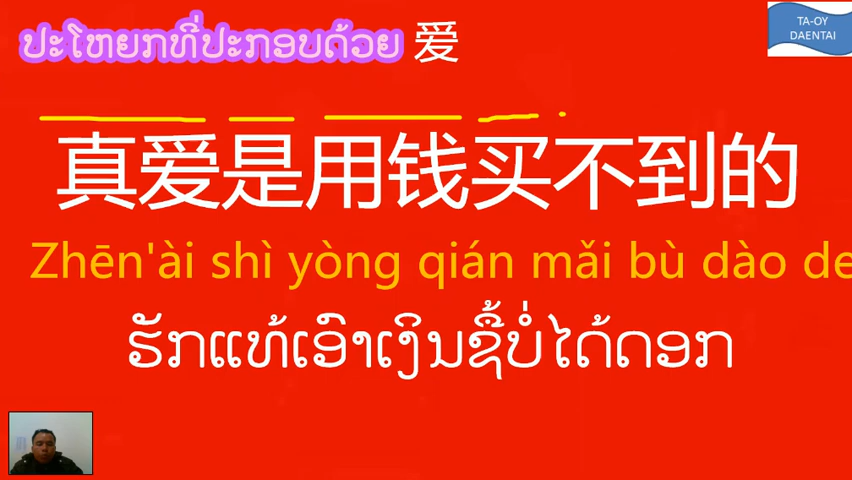 ປະໂຫຍກທີ່ປະກອບດ້ວຍ 爱
TA-OY
DAENTAI
真爱是用钱买不到的
Zhēn'ài shì yòng qián mǎi bù dào de
ຮັກແທ້ເອົາເງິນຊື້ບໍ່ໄດ້ດອກ